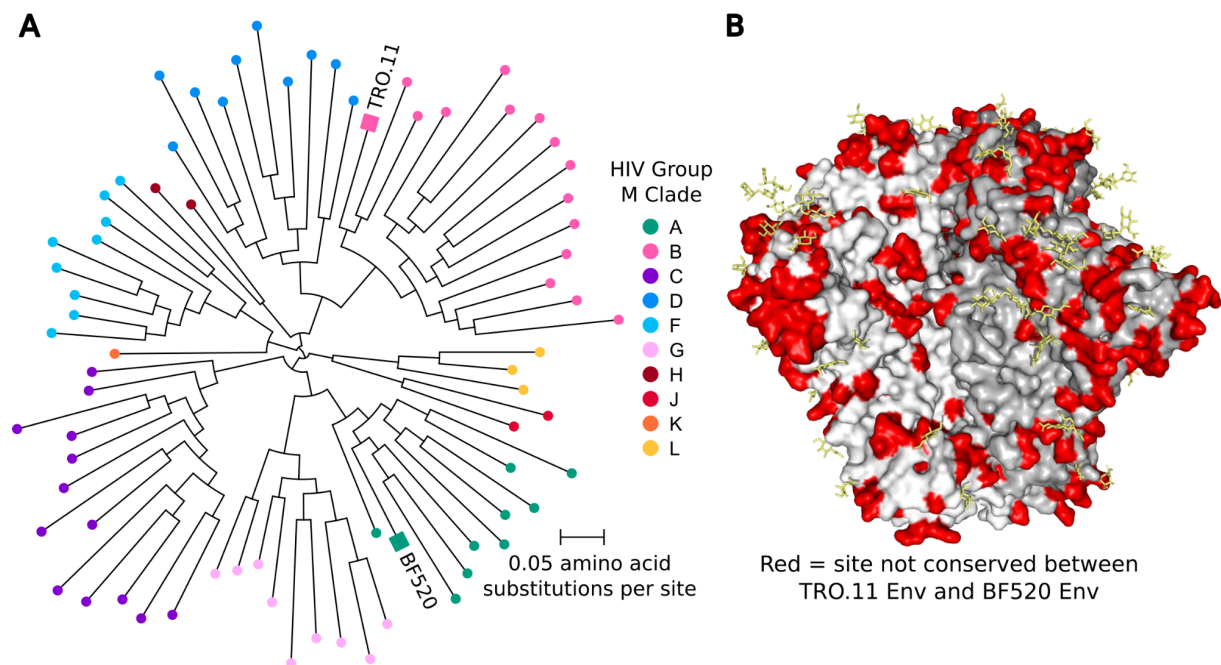 A
B
TRO.11
HIV Group
M Clade
A
B
C
D
F
G
H
J
K
L
BF520
0.05 amino acid
substitutions per site
Red = site not conserved between
TRO.11 Env and BF520 Env